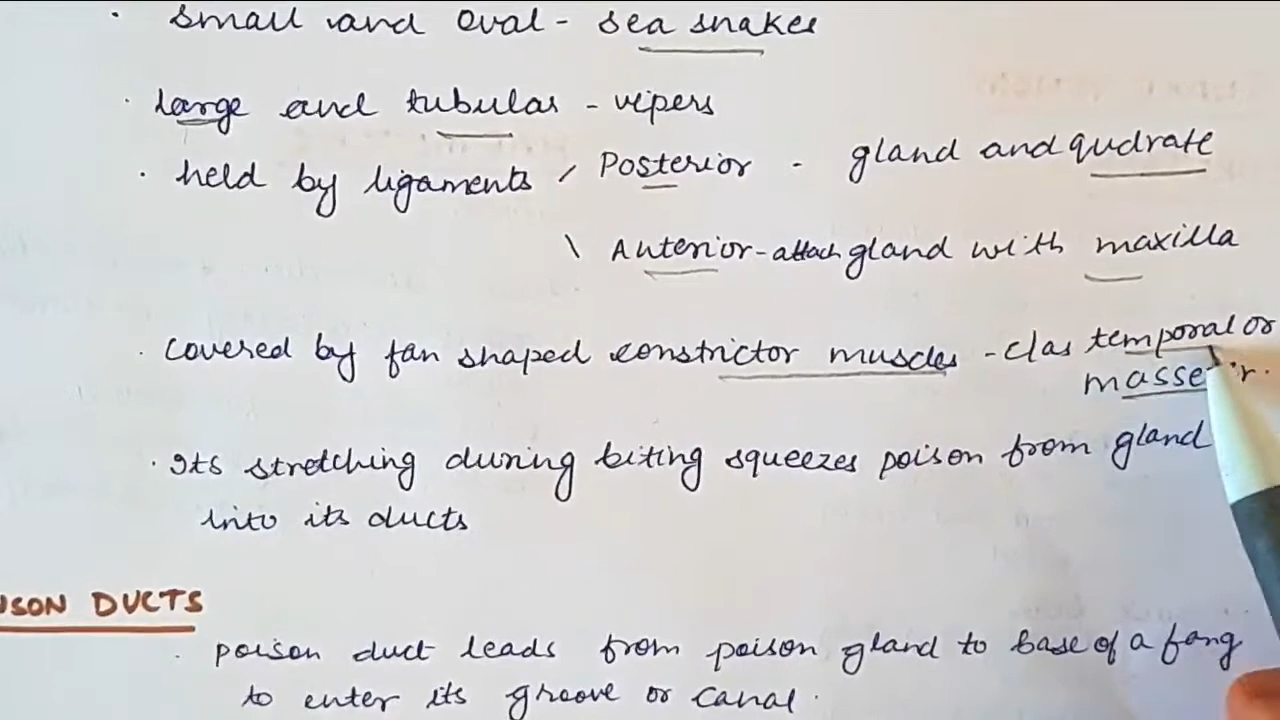 · small and oval - sea snakes
· large and tubular - vipers
· held by ligaments / Posterior - gland and qudrate
\ Anterior - attach gland with maxilla
· covered by fan shaped constrictor muscles - clas temporal or
masse r.
· Its stretching during biting squeezes poison from gland
into its ducts
ISON DUCTS
· poison duct leads from poison gland to base of a fang
to enter its groove or canal.